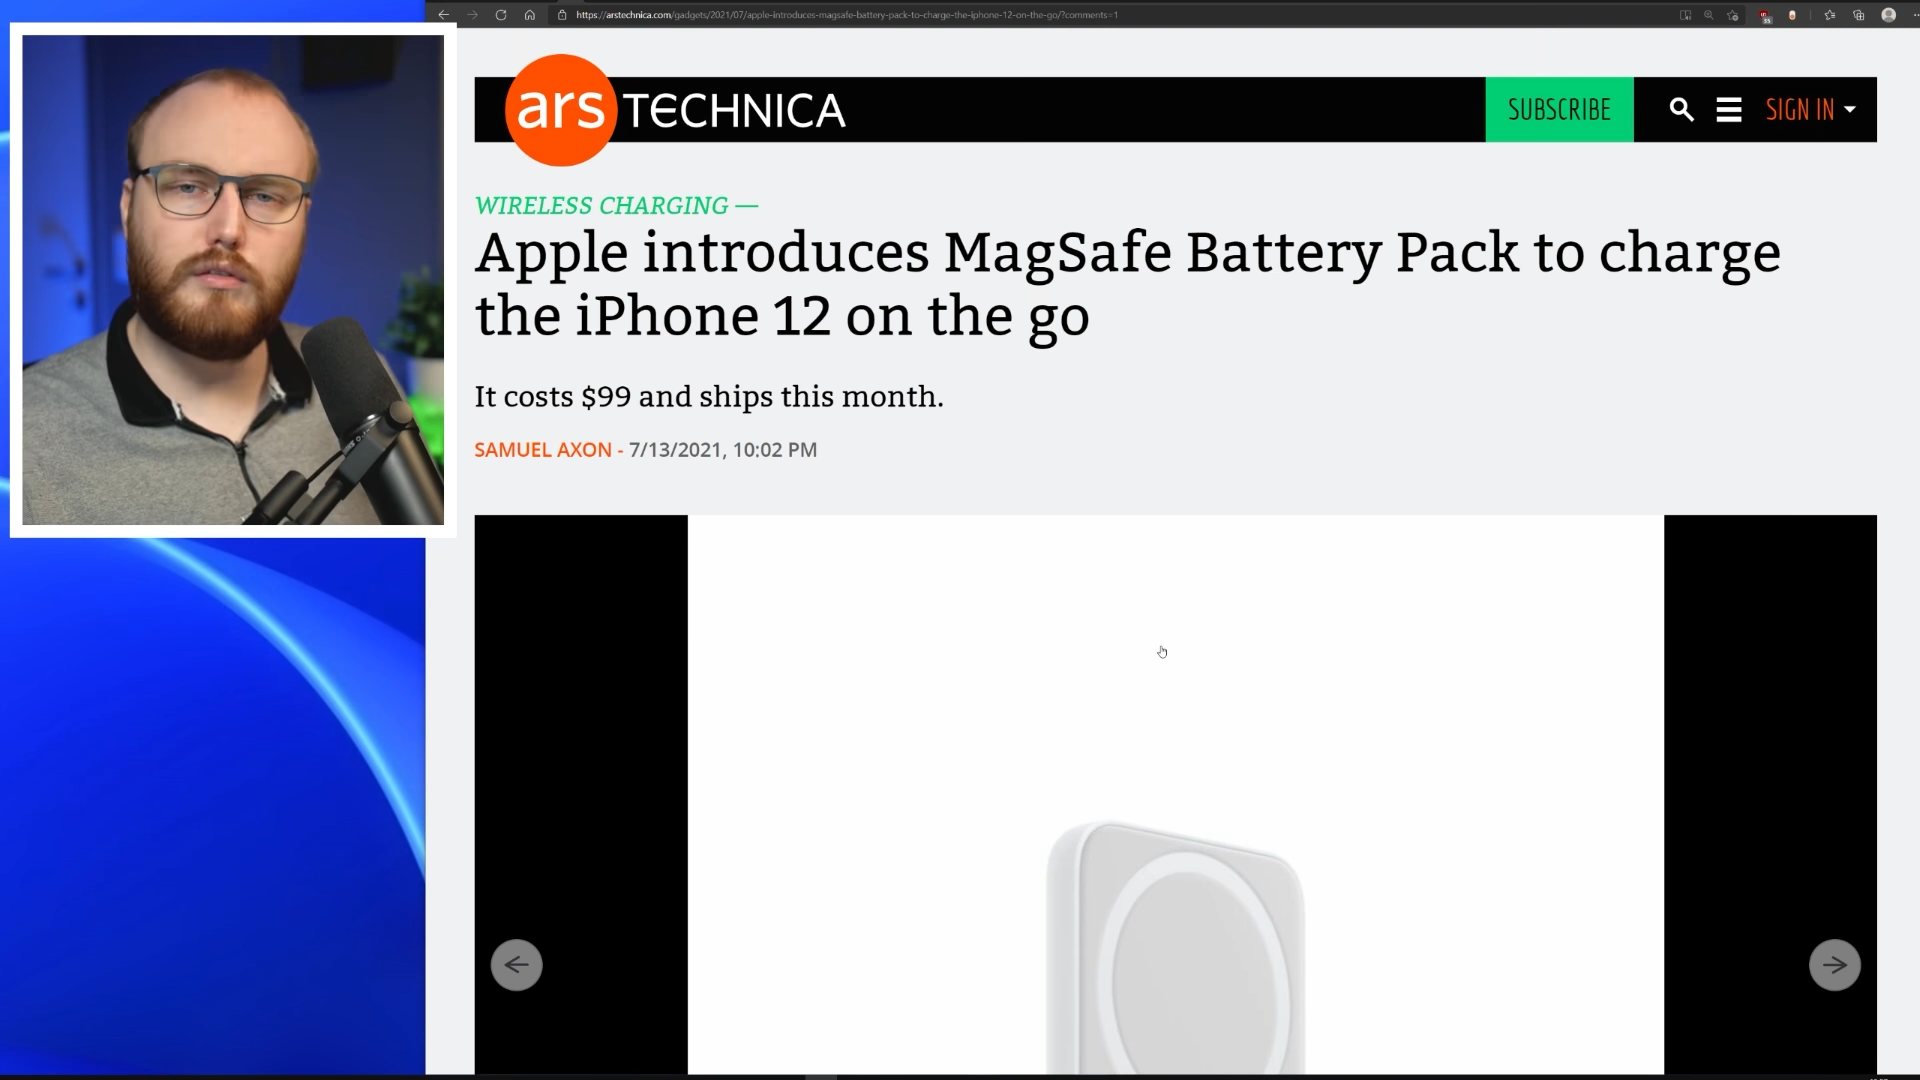 https://arstechnica.com/gadgets/2021/07/apple-introduces-magsafe-battery-pack-to-charge-the-iphone-12-on-the-go/?comments=1
ars TECHNICA
SUBSCRIBE
SIGN IN
WIRELESS CHARGING —
Apple introduces MagSafe Battery Pack to charge
the iPhone 12 on the go
It costs $99 and ships this month.
SAMUEL AXON - 7/13/2021, 10:02 PM